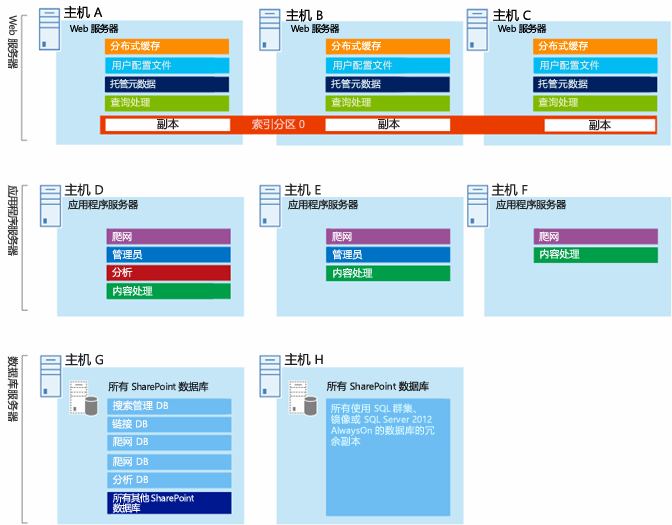 Web 服务器
主机 A
Web 服务器
分布式缓存
用户配置文件
托管元数据
查询处理
副本
主机 B
Web 服务器
分布式缓存
用户配置文件
托管元数据
查询处理
副本
主机 C
Web 服务器
分布式缓存
用户配置文件
托管元数据
查询处理
副本
索引分区 0
应用程序服务器
主机 D
应用程序服务器
爬网
管理员
分析
内容处理
主机 E
应用程序服务器
爬网
管理员
内容处理
主机 F
应用程序服务器
爬网
内容处理
数据库服务器
主机 G
所有 SharePoint 数据库
搜索管理 DB
链接 DB
爬网 DB
爬网 DB
分析 DB
所有其他 SharePoint
数据库
主机 H
所有 SharePoint 数据库
所有使用 SQL 群集、
镜像或 SQL Server 2012
AlwaysOn 的数据库的冗
余副本